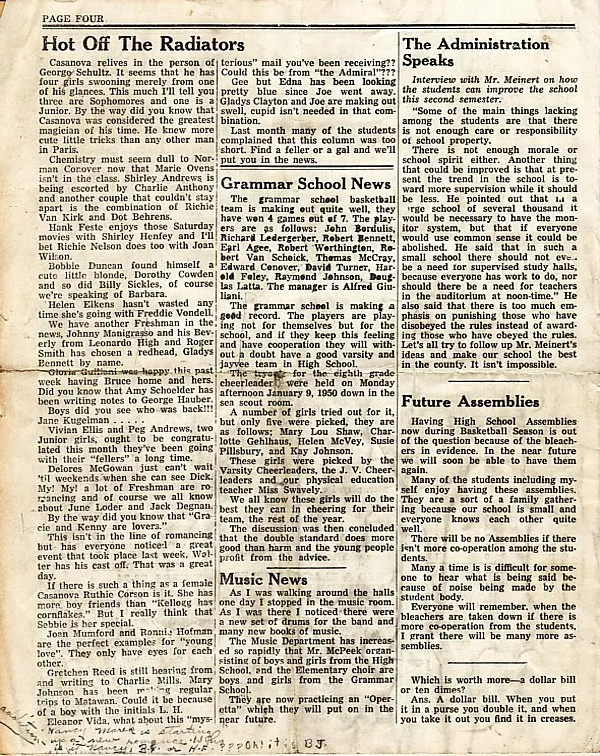 PAGE FOUR
Hot Off The Radiators
Casanova relives in the person of
George Schultz. It seems that he has
four girls swooning merely from one
of his glances. This much I'll tell you
three are Sophomores and one is a
Junior. By the way did you know that
Casanova was considered the greatest
magician of his time. He knew more
cute little tricks than any other man
in Paris.
Chemistry must seem dull to Nor-
man Conover now that Marie Ovens
isn't in the class. Shirley Andrews is
being escorted by Charlie Anthony
and another couple that couldn't stay
apart is the combination of Richie
Van Kirk and Dot Behrens.
Hank Feste enjoys those Saturday
movies with Shirley Henfey and I'll
bet Richie Nelson does too with Joan
Wilson.
Bobbie Duncan found himself a
cute little blonde, Dorothy Cowden
and so did Billy Sickles, of course
we're speaking of Barbara.
Helen Elkens hasn't wasted any
time she's going with Freddie Vondell.
We have another Freshman in the
news, Johnny Manigrasso and his Bev-
erly from Leonardo High and Roger
Smith has chosen a redhead, Gladys
Bennett by name.
Gloria was happy this past
week having Bruce home and hers.
Did you know that Amy Schoelder has
been writing notes to George Hauber.
Boys did you see who was back!!!
Jane Kugelman . . . . .
Vivian Ellis and Peg Andrews, two
Junior girls, ought to be congratu-
lated this month they've been going
with their "fellers" a long time.
Delores McGowan just can't wait
'til weekends when she can see Dick.
My! My! a lot of Freshman are ro-
mancing and of course we all know
about June Loder and Jack Degnan.
By the way did you know that "Gra-
cie and Kenny are lovers."
This isn't in the line of romancing
but has everyone noticed a great
event that took place last week. Wal-
ter has his cast off. That was a great
day.
If there is such a thing as a female
Casanova Ruthie Corson is it. She has
more boy friends than "Kellogg has
cornflakes." But I really think that
Sebbie is her special.
Joan Mumford and Ronnie Hofman
are the perfect examples for "young
love". They only have eyes for each
other.
Gretchen Reed is still hearing from
and writing to Charlie Mills. Mary
Johnson has been making regular
trips to Matawan. Could it be because
of a boy with the initials L. H.
Eleanor Vida, what about this "mys-
terious" mail you've been receiving??
Could this be from "the Admiral"???
Gee but Edna has been looking
pretty blue since Joe went away.
Gladys Clayton and Joe are making out
swell, cupid isn't needed in that com-
bination.
Last month many of the students
complained that this column was too
short. Find a feller or a gal and we'll
put you in the news.
Grammar School News
The grammar school basketball
team is making out quite well, they
have won 4 games out of 7. The play-
ers are as follows: John Bordulis,
Richard Ledergerber, Robert Bennett,
Earl Agee, Robert Worthington, Ro-
bert Van Schoick, Thomas McCray,
Edward Conover, David Turner, Har-
old Foley, Raymond Johnson, Doug-
las Latta. The manager is Alfred Giu-
liani.
The grammar school is making a
good record. The players are play-
ing not for themselves but for the
school, and if they keep this feeling
and have cooperation they will with-
out a doubt have a good varsity and
jayvee team in High School.
The tryouts for the eighth grade
cheerleaders were held on Monday
afternoon January 9, 1950 down in the
sea scout room.
A number of girls tried out for it,
but only five were picked, they are
as follows; Mary Lou Shaw, Char-
lotte Gehlhaus, Helen McVey, Susie
Pillsbury, and Kay Johnson.
These girls were picked by the
Varsity Cheerleaders, the J. V. Cheer-
leaders and our physical education
teacher Miss Swavely.
We all know these girls will do the
best they can in cheering for their
team, the rest of the year.
The discussion was then concluded
that the double standard does more
good than harm and the young people
profit from the advice.
Music News
As I was walking around the halls
one day I stopped in the music room.
As I was there I noticed there were
a new set of drums for the band and
many new books of music.
The Music Department has increas-
ed so rapidly that Mr. McPeek organ-
sisting of boys and girls from the High
School, and the Elementary choir are
boys and girls from the Grammar
School.
They are now practicing an "Oper-
etta" which they will put on in the
near future.
The Administration
Speaks
Interview with Mr. Meinert on how
the students can improve the school
this second semester.
"Some of the main things lacking
among the students are that there
is not enough care or responsibility
of school property.
There is not enough morale or
school spirit either. Another thing
that could be improved is that at pre-
sent the trend in the school is to-
ward more supervision while it should
be less. He pointed out that in a
large school of several thousand it
would be necessary to have the mon-
itor system, but that if everyone
would use common sense it could be
abolished. He said that in such a
small school there should not even
be a need for supervised study halls,
because everyone has work to do, nor
should there be a need for teachers
in the auditorium at noon-time." He
also said that there is too much em-
phasis on punishing those who have
disobeyed the rules instead of award-
ing those who have obeyed the rules.
Let's all try to follow up Mr. Meinert's
ideas and make our school the best
in the county. It isn't impossible.
Future Assemblies
Having High School Assemblies
now during Basketball Season is out
of the question because of the bleach-
ers in evidence. In the near future
we will soon be able to have them
again.
Many of the students including my-
self enjoy having these assemblies.
They are a sort of a family gather-
ing because our school is small and
everyone knows each other quite
well.
There will be no Assemblies if there
isn't more co-operation among the stu-
dents.
Many a time is is difficult for some-
one to hear what is being said be-
cause of noise being made by the
student body.
Everyone will remember, when the
bleachers are taken down if there is
more co-operation from the students,
I grant there will be many more as-
semblies.
Which is worth more—a dollar bill
or ten dimes?
Ans. A dollar bill. When you put
it in a purse you double it, and when
you take it out you find it in creases.
Nancy Marek is starting
up a new romance
is it B.J. or H.F. B.J.